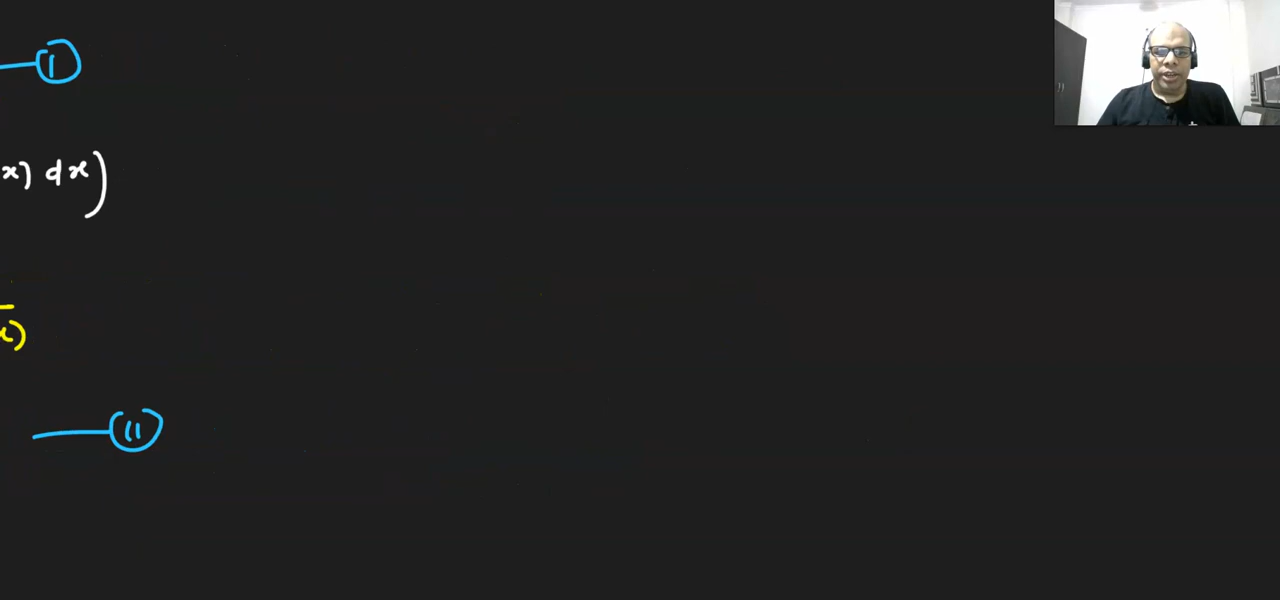 (1)
x) dx)
x)
(11)